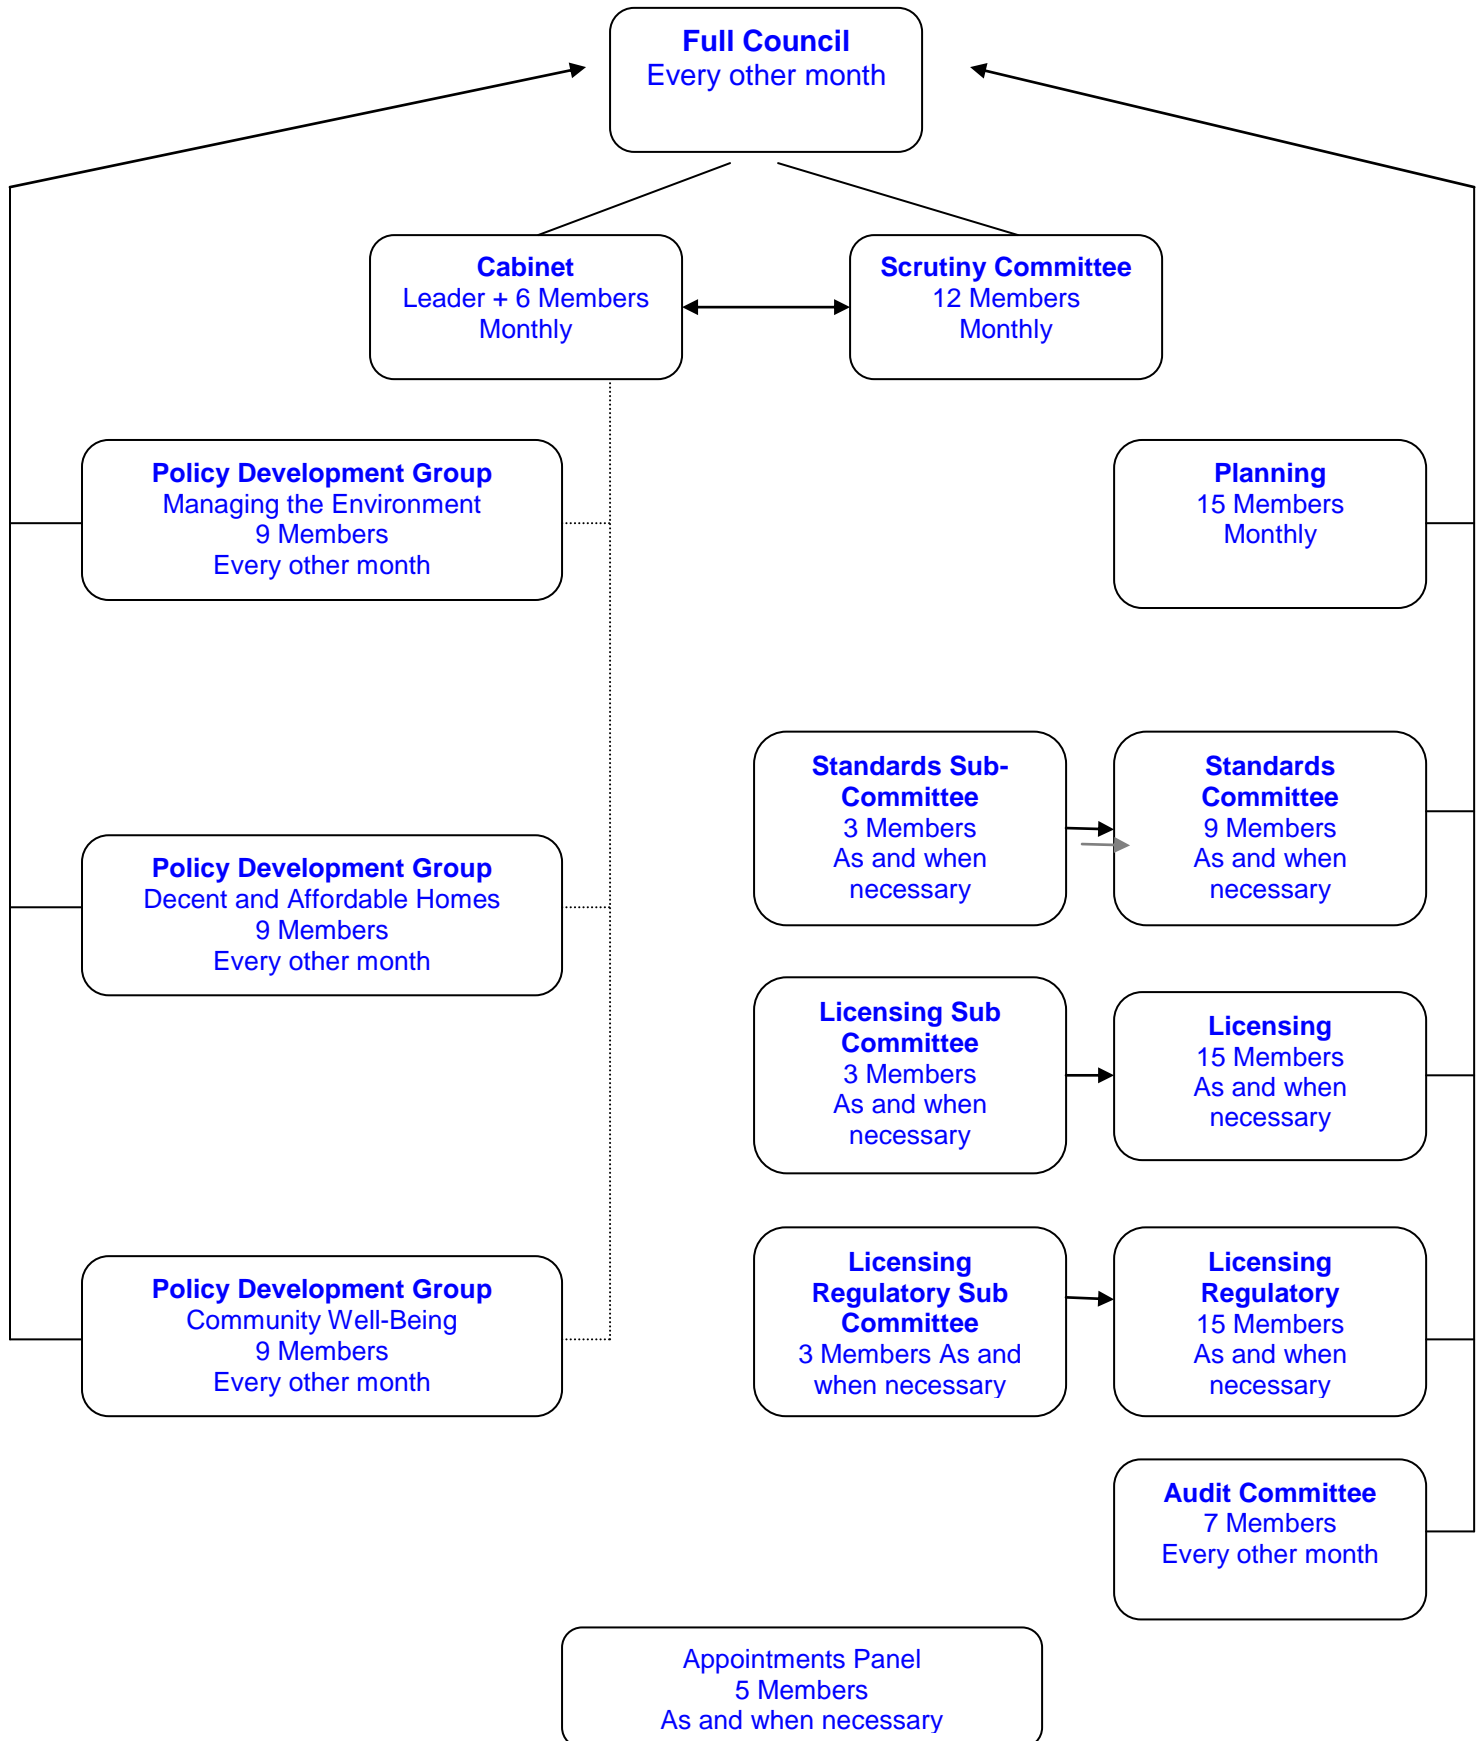 Full Council
Every other month
Cabinet
Leader + 6 Members
Monthly
Scrutiny Committee
12 Members
Monthly
Policy Development Group
Managing the Environment
9 Members
Every other month
Planning
15 Members
Monthly
Standards Sub-
Committee
3 Members
As and when
necessary
Standards
Committee
9 Members
As and when
necessary
Policy Development Group
Decent and Affordable Homes
9 Members
Every other month
Licensing Sub
Committee
3 Members
As and when
necessary
Licensing
15 Members
As and when
necessary
Policy Development Group
Community Well-Being
9 Members
Every other month
Licensing
Regulatory Sub
Committee
3 Members As and
when necessary
Licensing
Regulatory
15 Members
As and when
necessary
Audit Committee
7 Members
Every other month
Appointments Panel
5 Members
As and when necessary